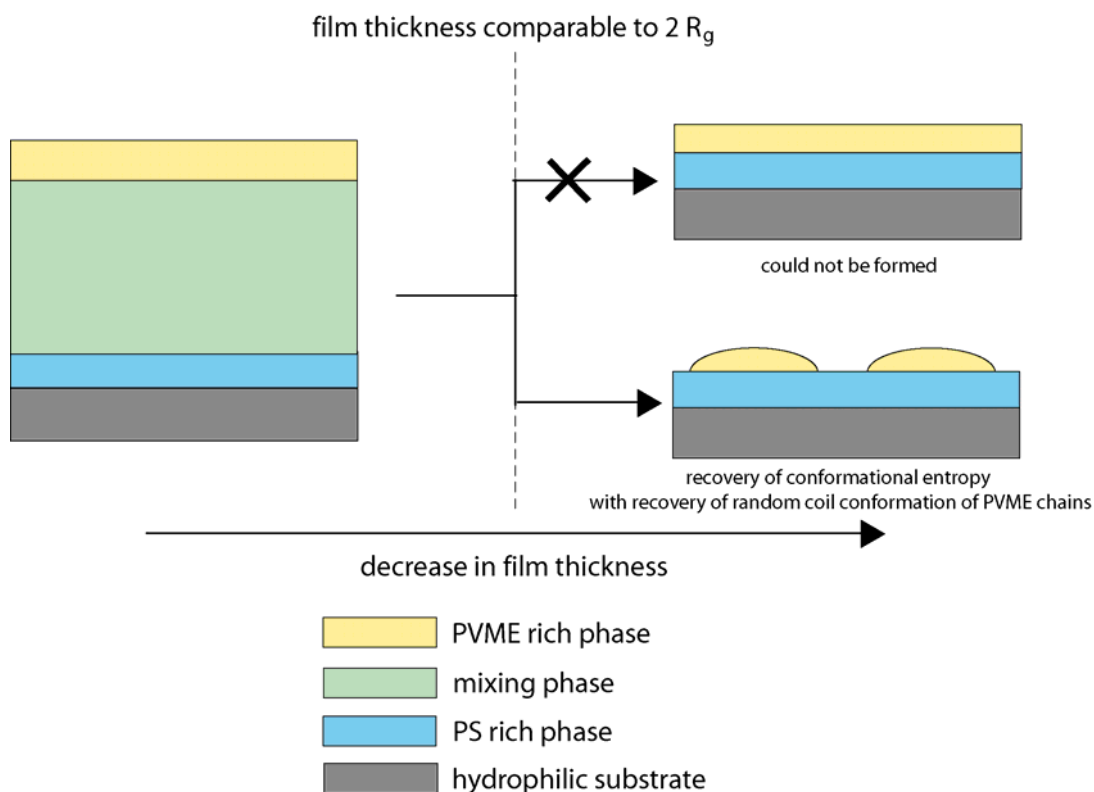 film thickness comparable to 2 Rg
could not be formed
recovery of conformational entropy
with recovery of random coil conformation of PVME chains
decrease in film thickness
PVME rich phase
mixing phase
PS rich phase
hydrophilic substrate